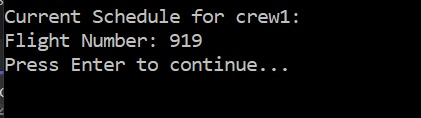 Current Schedule for crew1:
Flight Number: 919
Press Enter to continue...